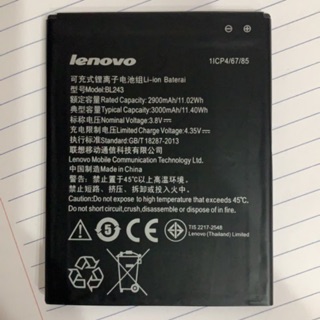 lenovo
1ICP4/67/85
可充式锂离子电池组Li-ion Baterai
型号Model:BL243
额定容量Rated Capacity: 2900mAh/11.02Wh
典型容量Typical Capacity:3000mAh/11.40Wh
标称电压Nominal Voltage:3.8V⎓
充电限制电压Limited Charge Voltage:4.35V⎓
执行标准Standard:GB/T 18287-2013
联想移动通信科技有限公司
Lenovo Mobile Communication Technology Ltd.
中国制造Made in China
警告：禁止置于45℃以上高温环境。
禁止短路、挤压、拆卸或投入火中。
Caution:Do not expose to high temperature that exceeds 45℃.
Do not short circuit,crush,disassemble or dispose of in fire.
5
CE
TIS 2217-2548
Lenovo (Thailand) Limited